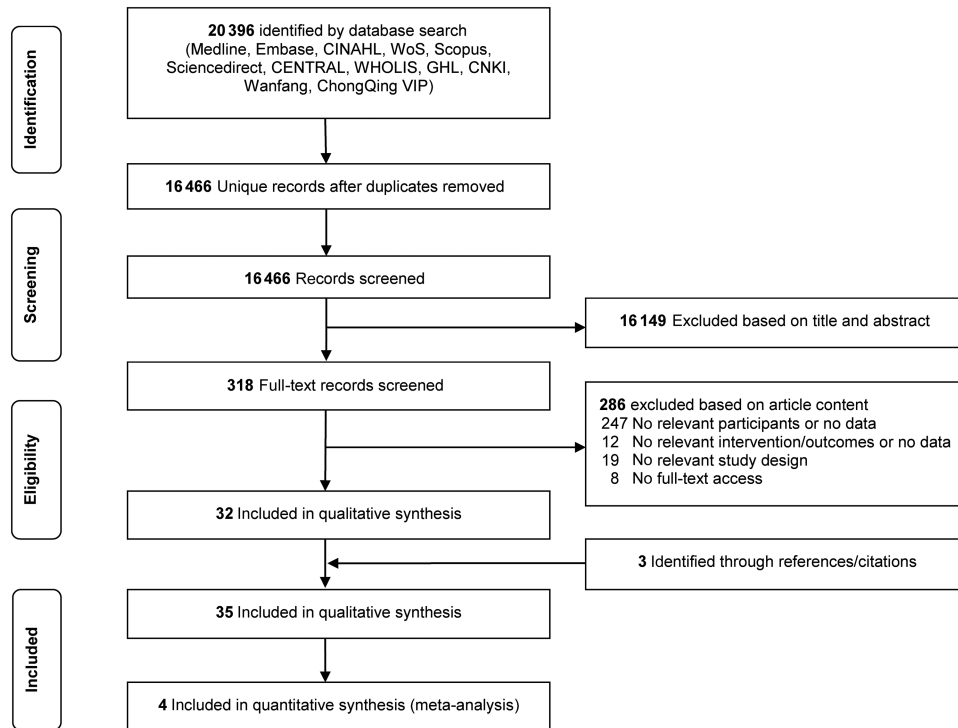 Identification
20 396 identified by database search
(Medline, Embase, CINAHL, WoS, Scopus,
Sciencedirect, CENTRAL, WHOLIS, GHL, CNKI,
Wanfang, ChongQing VIP)
16 466 Unique records after duplicates removed
Screening
16 466 Records screened
16 149 Excluded based on title and abstract
318 Full-text records screened
Eligibility
286 excluded based on article content
247 No relevant participants or no data
12 No relevant intervention/outcomes or no data
19 No relevant study design
8 No full-text access
32 Included in qualitative synthesis
3 Identified through references/citations
Included
35 Included in qualitative synthesis
4 Included in quantitative synthesis (meta-analysis)